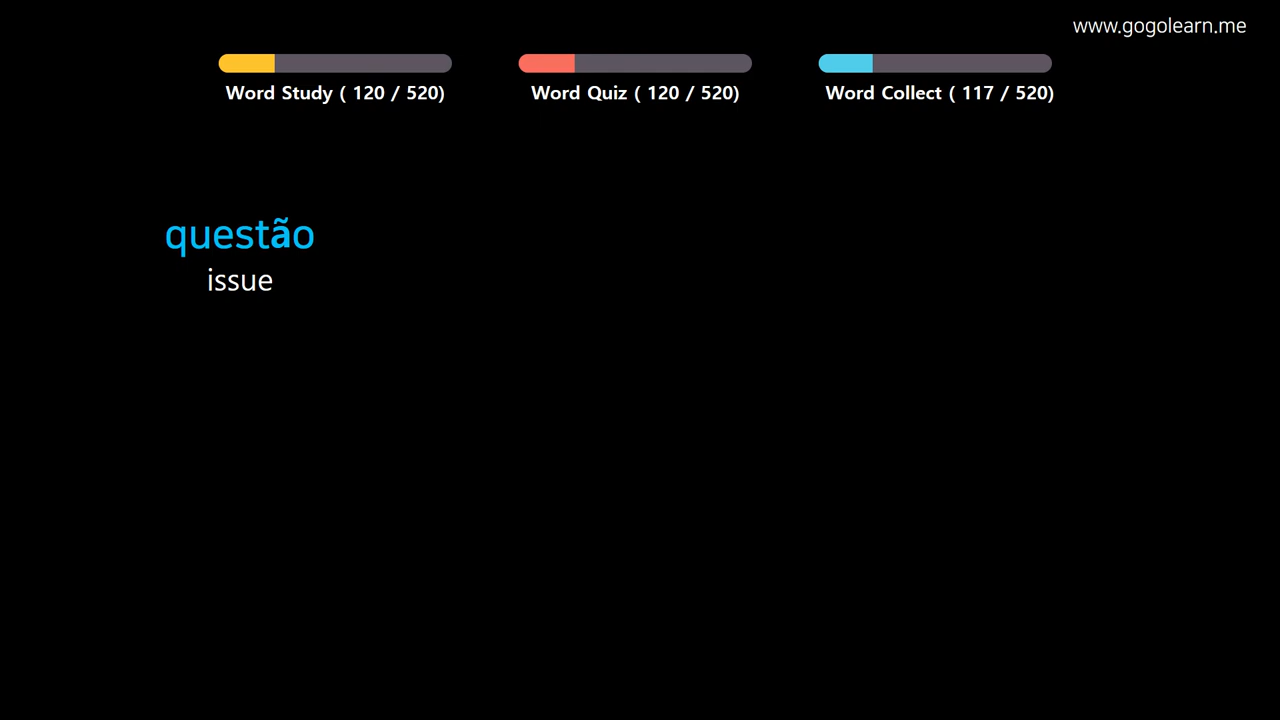 www.gogolearn.me
Word Study ( 120 / 520)
Word Quiz ( 120 / 520)
Word Collect ( 117 / 520)
questão
issue